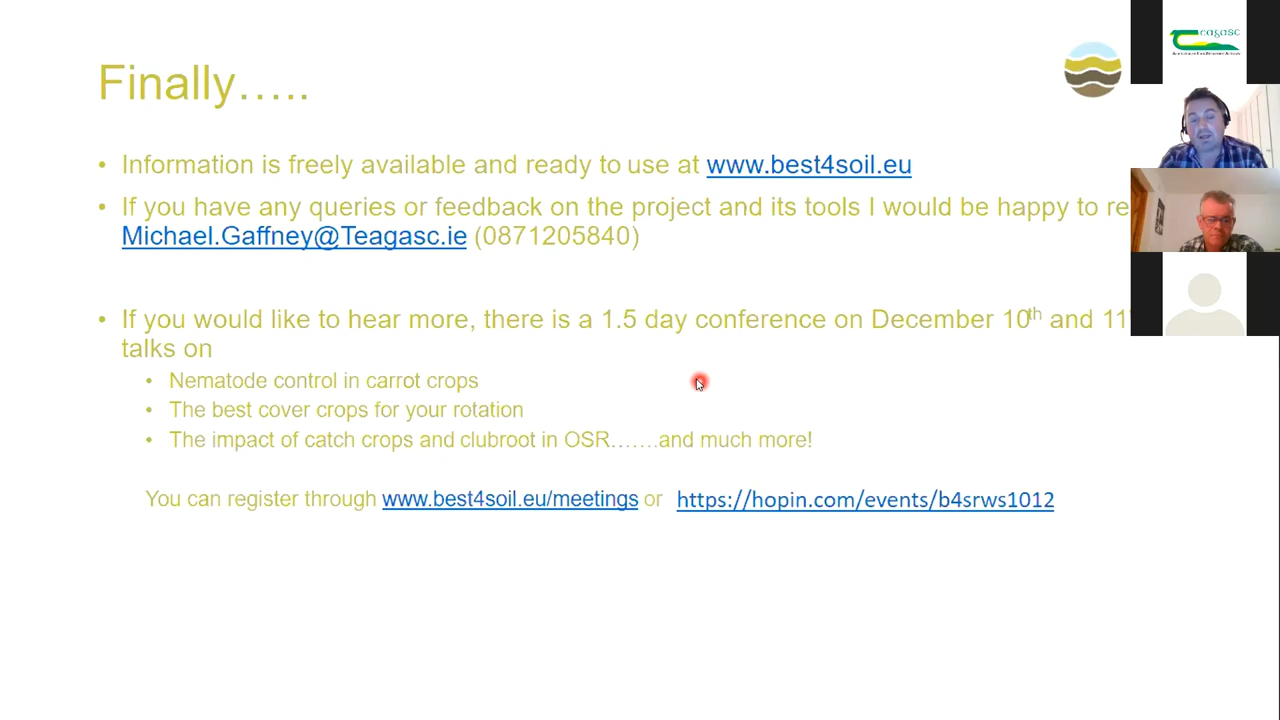 Finally…..
• Information is freely available and ready to use at www.best4soil.eu
• If you have any queries or feedback on the project and its tools I would be happy to re
Michael.Gaffney@Teagasc.ie (0871205840)
• If you would like to hear more, there is a 1.5 day conference on December 10th and 11
talks on
• Nematode control in carrot crops
• The best cover crops for your rotation
• The impact of catch crops and clubroot in OSR…….and much more!
You can register through www.best4soil.eu/meetings or https://hopin.com/events/b4srws1012
Teagasc